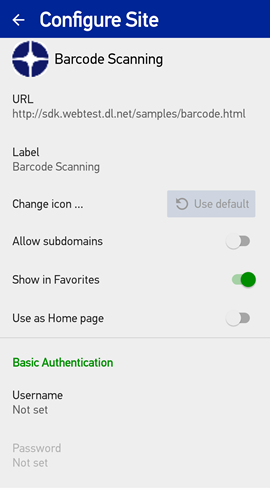 Configure Site
Barcode Scanning
URL
http://sdk.webtest.dl.net/samples/barcode.html
Label
Barcode Scanning
Change icon ...
Use default
Allow subdomains
Show in Favorites
Use as Home page
Basic Authentication
Username
Not set
Password
Not set